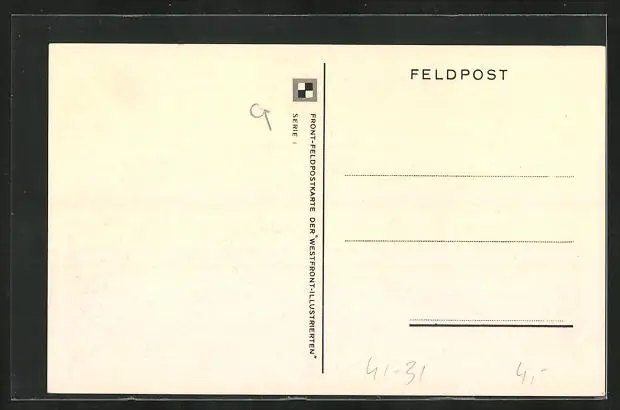 FELDPOST
FRONT-FELDPOSTKARTE DER "WESTFRONT-ILLUSTRIERTEN"
SERIE I
41-31
4,-